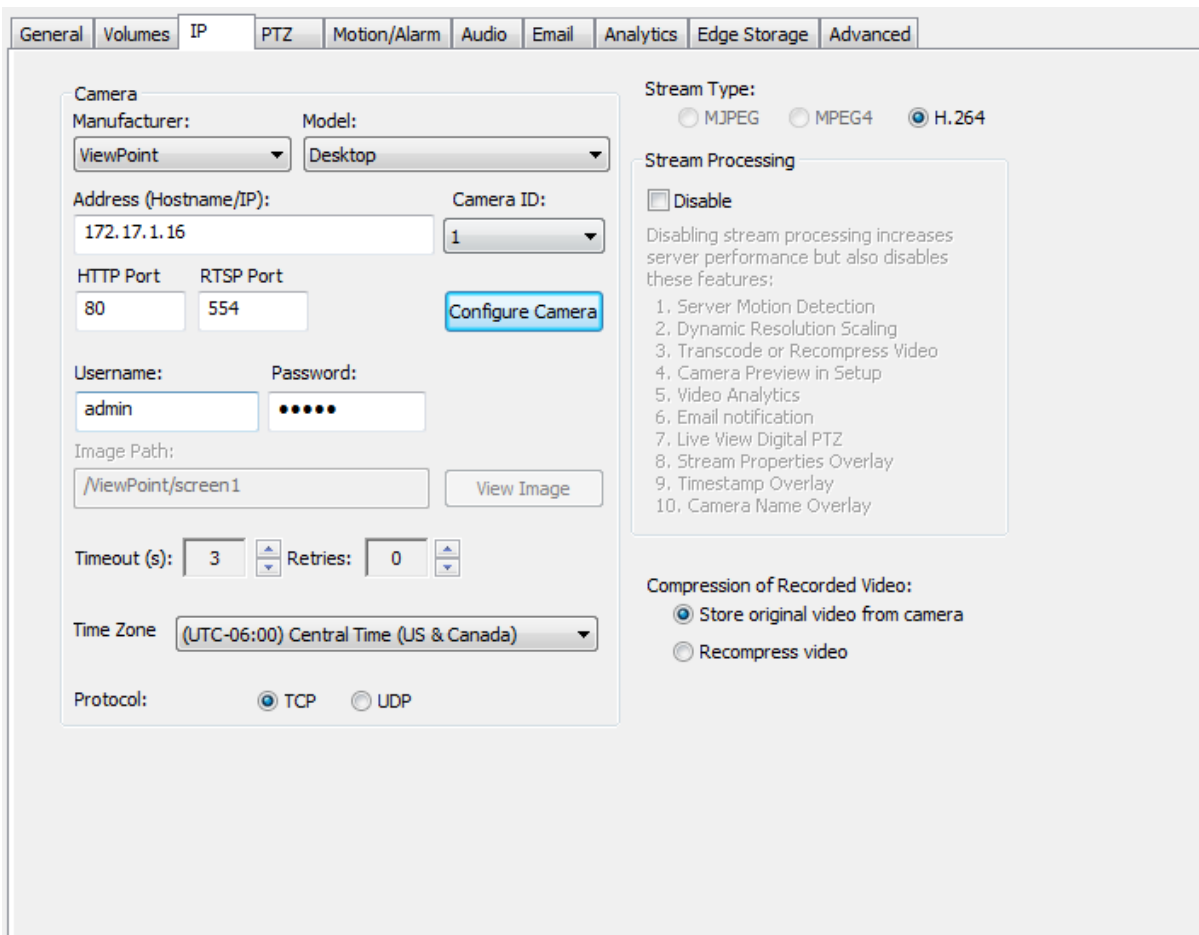 General Volumes IP PTZ Motion/Alarm Audio Email Analytics Edge Storage Advanced
Camera
Manufacturer: Model:
ViewPoint Desktop
Address (Hostname/IP): Camera ID:
172.17.1.16 1
HTTP Port RTSP Port
80 554 Configure Camera
Username: Password:
admin •••••
Image Path:
/ViewPoint/screen1 View Image
Timeout (s): 3 Retries: 0
Time Zone (UTC-06:00) Central Time (US & Canada)
Protocol: TCP UDP
Stream Type:
MJPEG MPEG4 H.264
Stream Processing
Disable
Disabling stream processing increases
server performance but also disables
these features:
1. Server Motion Detection
2. Dynamic Resolution Scaling
3. Transcode or Recompress Video
4. Camera Preview in Setup
5. Video Analytics
6. Email notification
7. Live View Digital PTZ
8. Stream Properties Overlay
9. Timestamp Overlay
10. Camera Name Overlay
Compression of Recorded Video:
Store original video from camera
Recompress video